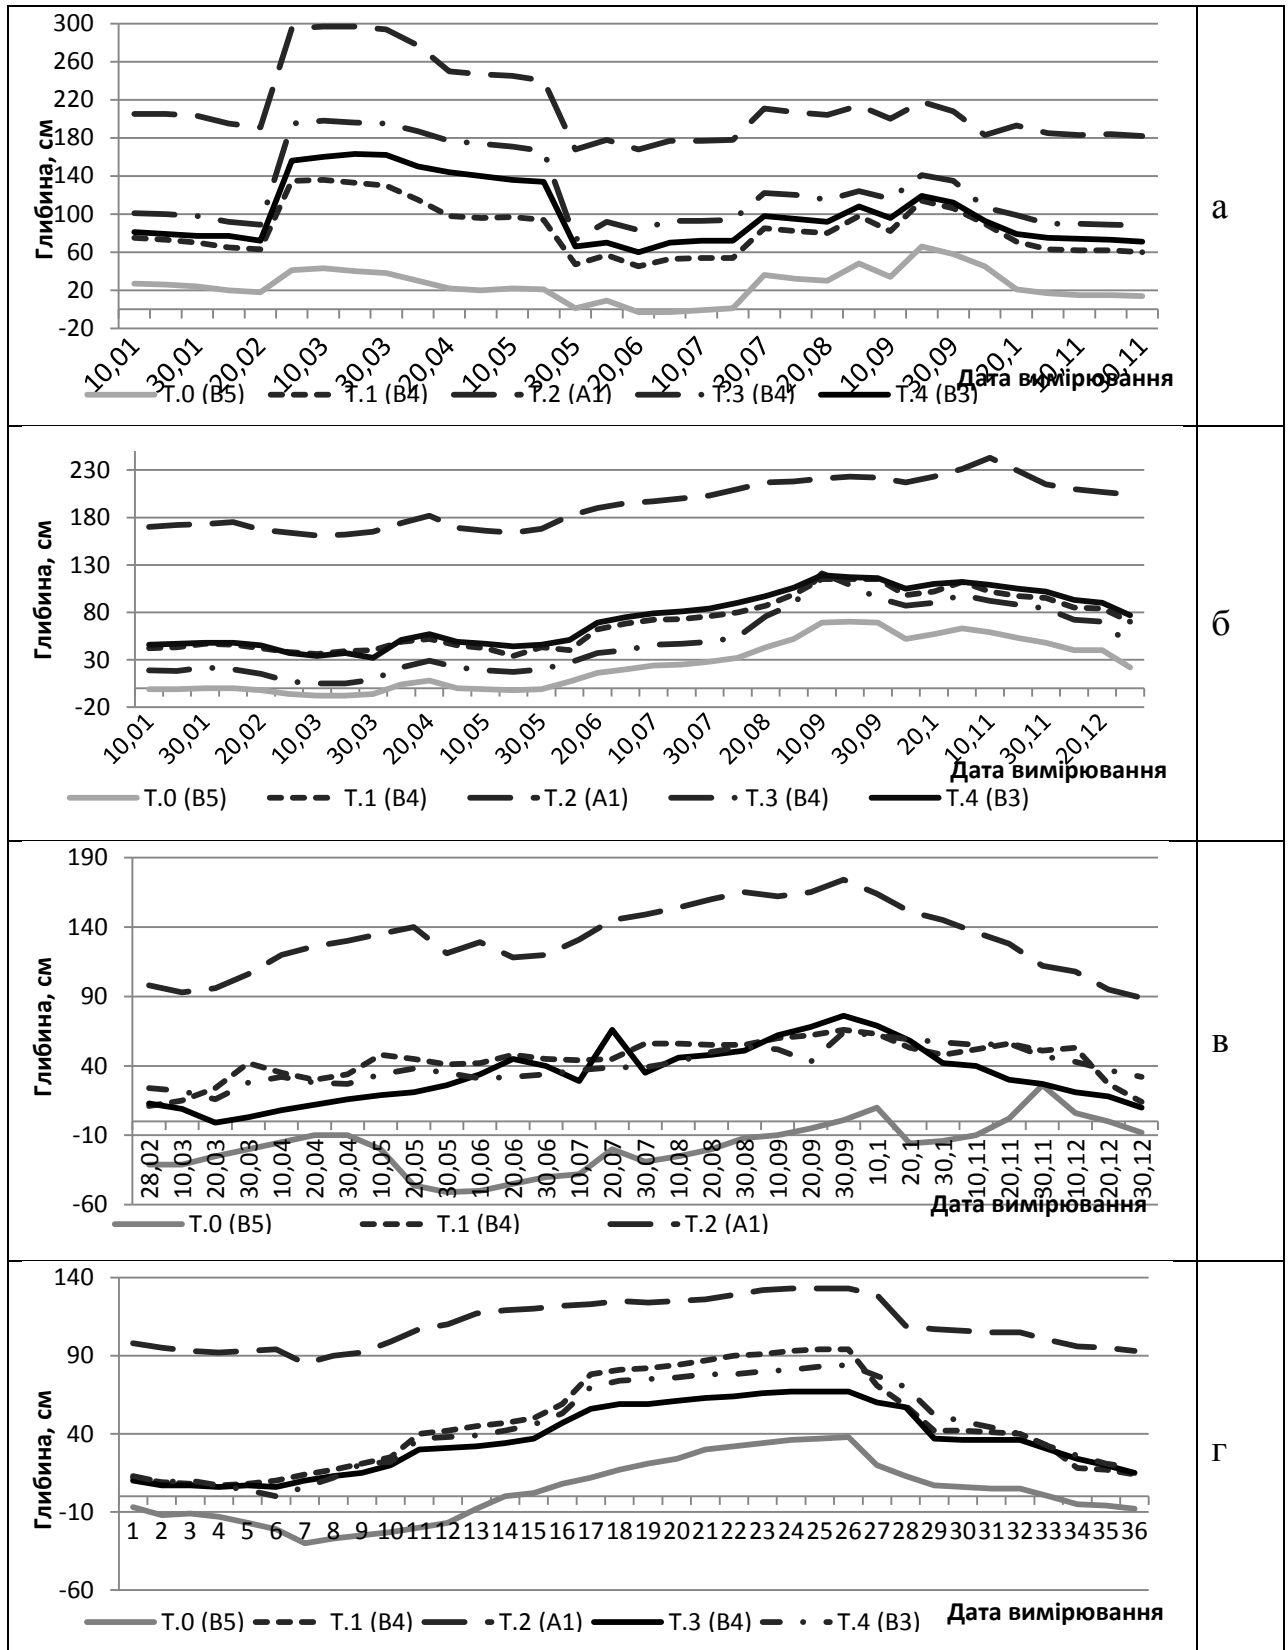 300
260
220
180
140
100
60
20
-20
Глибина, см
10,01 30,01 20,02 10,03 30,03 20,04 10,05 30,05 20,06 10,07 30,07 20,08 10,09 30,09 20,1 10,11 30,11
Дата вимірювання
Т.0 (В5) Т.1 (В4) Т.2 (А1) Т.3 (В4) Т.4 (В3)
а
230
180
130
80
30
-20
Глибина, см
10,01 30,01 20,02 10,03 30,03 20,04 10,05 30,05 20,06 10,07 30,07 20,08 10,09 30,09 20,1 10,11 30,11 20,12
Дата вимірювання
Т.0 (В5) Т.1 (В4) Т.2 (А1) Т.3 (В4) Т.4 (В3)
б
190
140
90
40
-10
-60
Глибина, см
28,02 10,03 20,03 30,03 10,04 20,04 30,04 10,05 20,05 30,05 10,06 20,06 30,06 10,07 20,07 30,07 10,08 20,08 30,08 10,09 20,09 30,09 10,1 20,1 30,1 10,11 20,11 30,11 10,12 20,12 30,12
Дата вимірювання
Т.0 (В5) Т.1 (В4) Т.2 (А1)
в
140
90
40
-10
-60
Глибина, см
1 2 3 4 5 6 7 8 9 10 11 12 13 14 15 16 17 18 19 20 21 22 23 24 25 26 27 28 29 30 31 32 33 34 35 36
Дата вимірювання
Т.0 (В5) Т.1 (В4) Т.2 (А1) Т.3 (В4) Т.4 (В3)
г